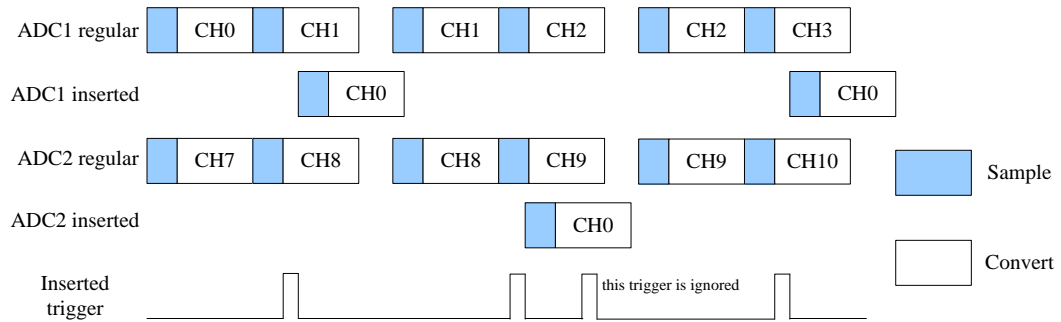 ADC1 regular CH0 CH1 CH1 CH2 CH2 CH3
ADC1 inserted CH0 CH0
ADC2 regular CH7 CH8 CH8 CH9 CH9 CH10
Sample
ADC2 inserted CH0
Convert
Inserted
trigger
this trigger is ignored